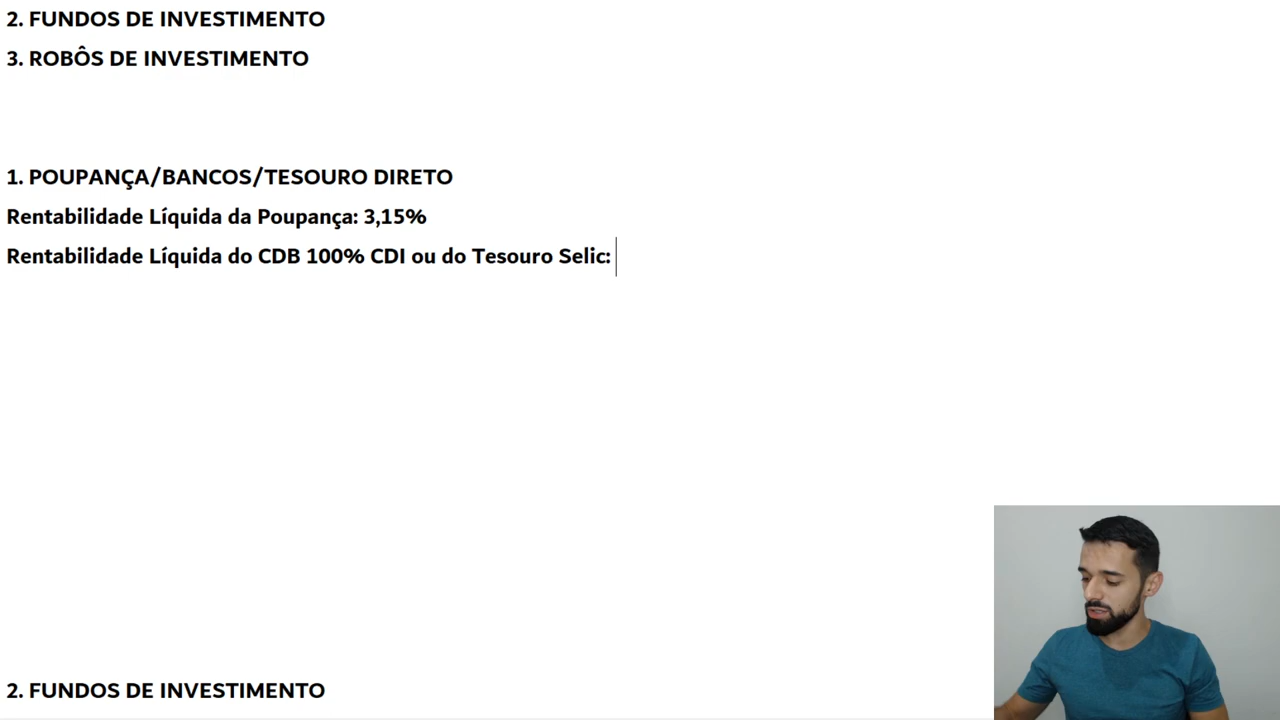 2. FUNDOS DE INVESTIMENTO
3. ROBÔS DE INVESTIMENTO
1. POUPANÇA/BANCOS/TESOURO DIRETO
Rentabilidade Líquida da Poupança: 3,15%
Rentabilidade Líquida do CDB 100% CDI ou do Tesouro Selic:
2. FUNDOS DE INVESTIMENTO